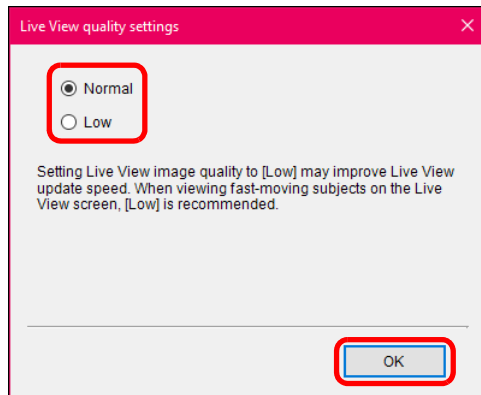 Live View quality settings
Normal
Low
Setting Live View image quality to [Low] may improve Live View
update speed. When viewing fast-moving subjects on the Live
View screen, [Low] is recommended.
OK